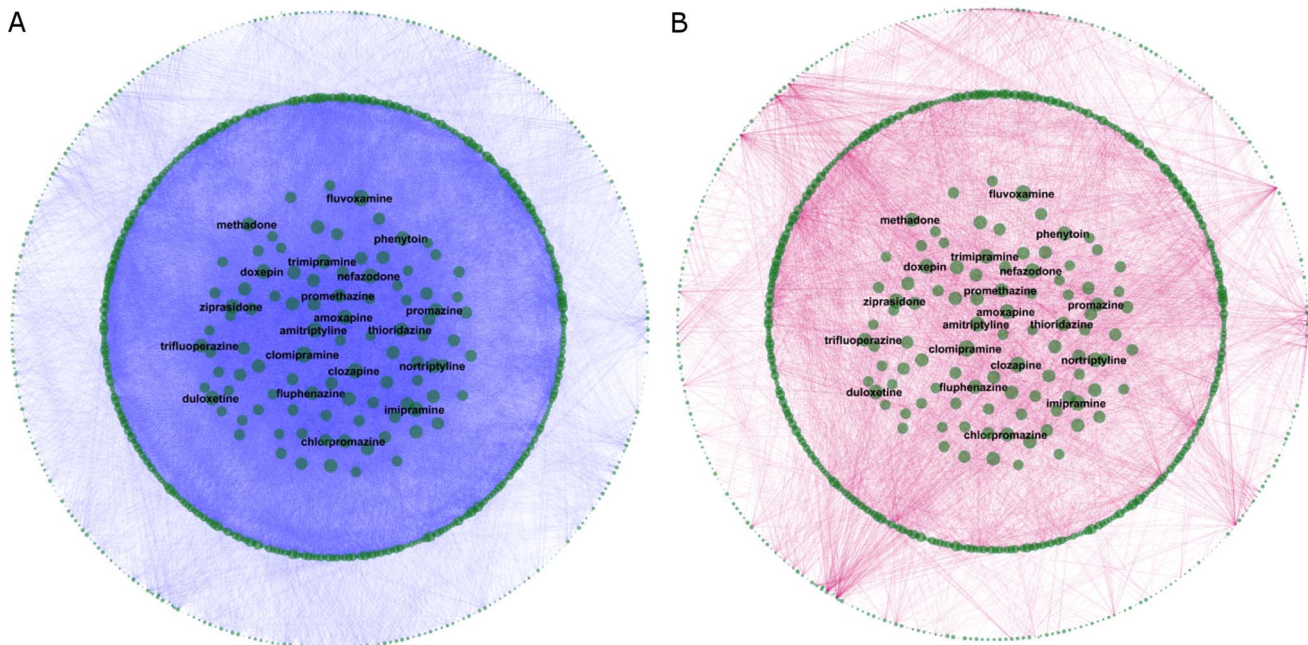 A
fluvoxamine
methadone
phenytoin
trimipramine
doxepin
nefazodone
promethazine
ziprasidone
promazine
amoxapine
amitriptyline
thioridazine
trifluoperazine
clomipramine
nortriptyline
clozapine
fluphenazine
duloxetine
imipramine
chlorpromazine
B
fluvoxamine
methadone
phenytoin
trimipramine
doxepin
nefazodone
promethazine
ziprasidone
promazine
amoxapine
amitriptyline
thioridazine
trifluoperazine
clomipramine
nortriptyline
clozapine
fluphenazine
duloxetine
imipramine
chlorpromazine